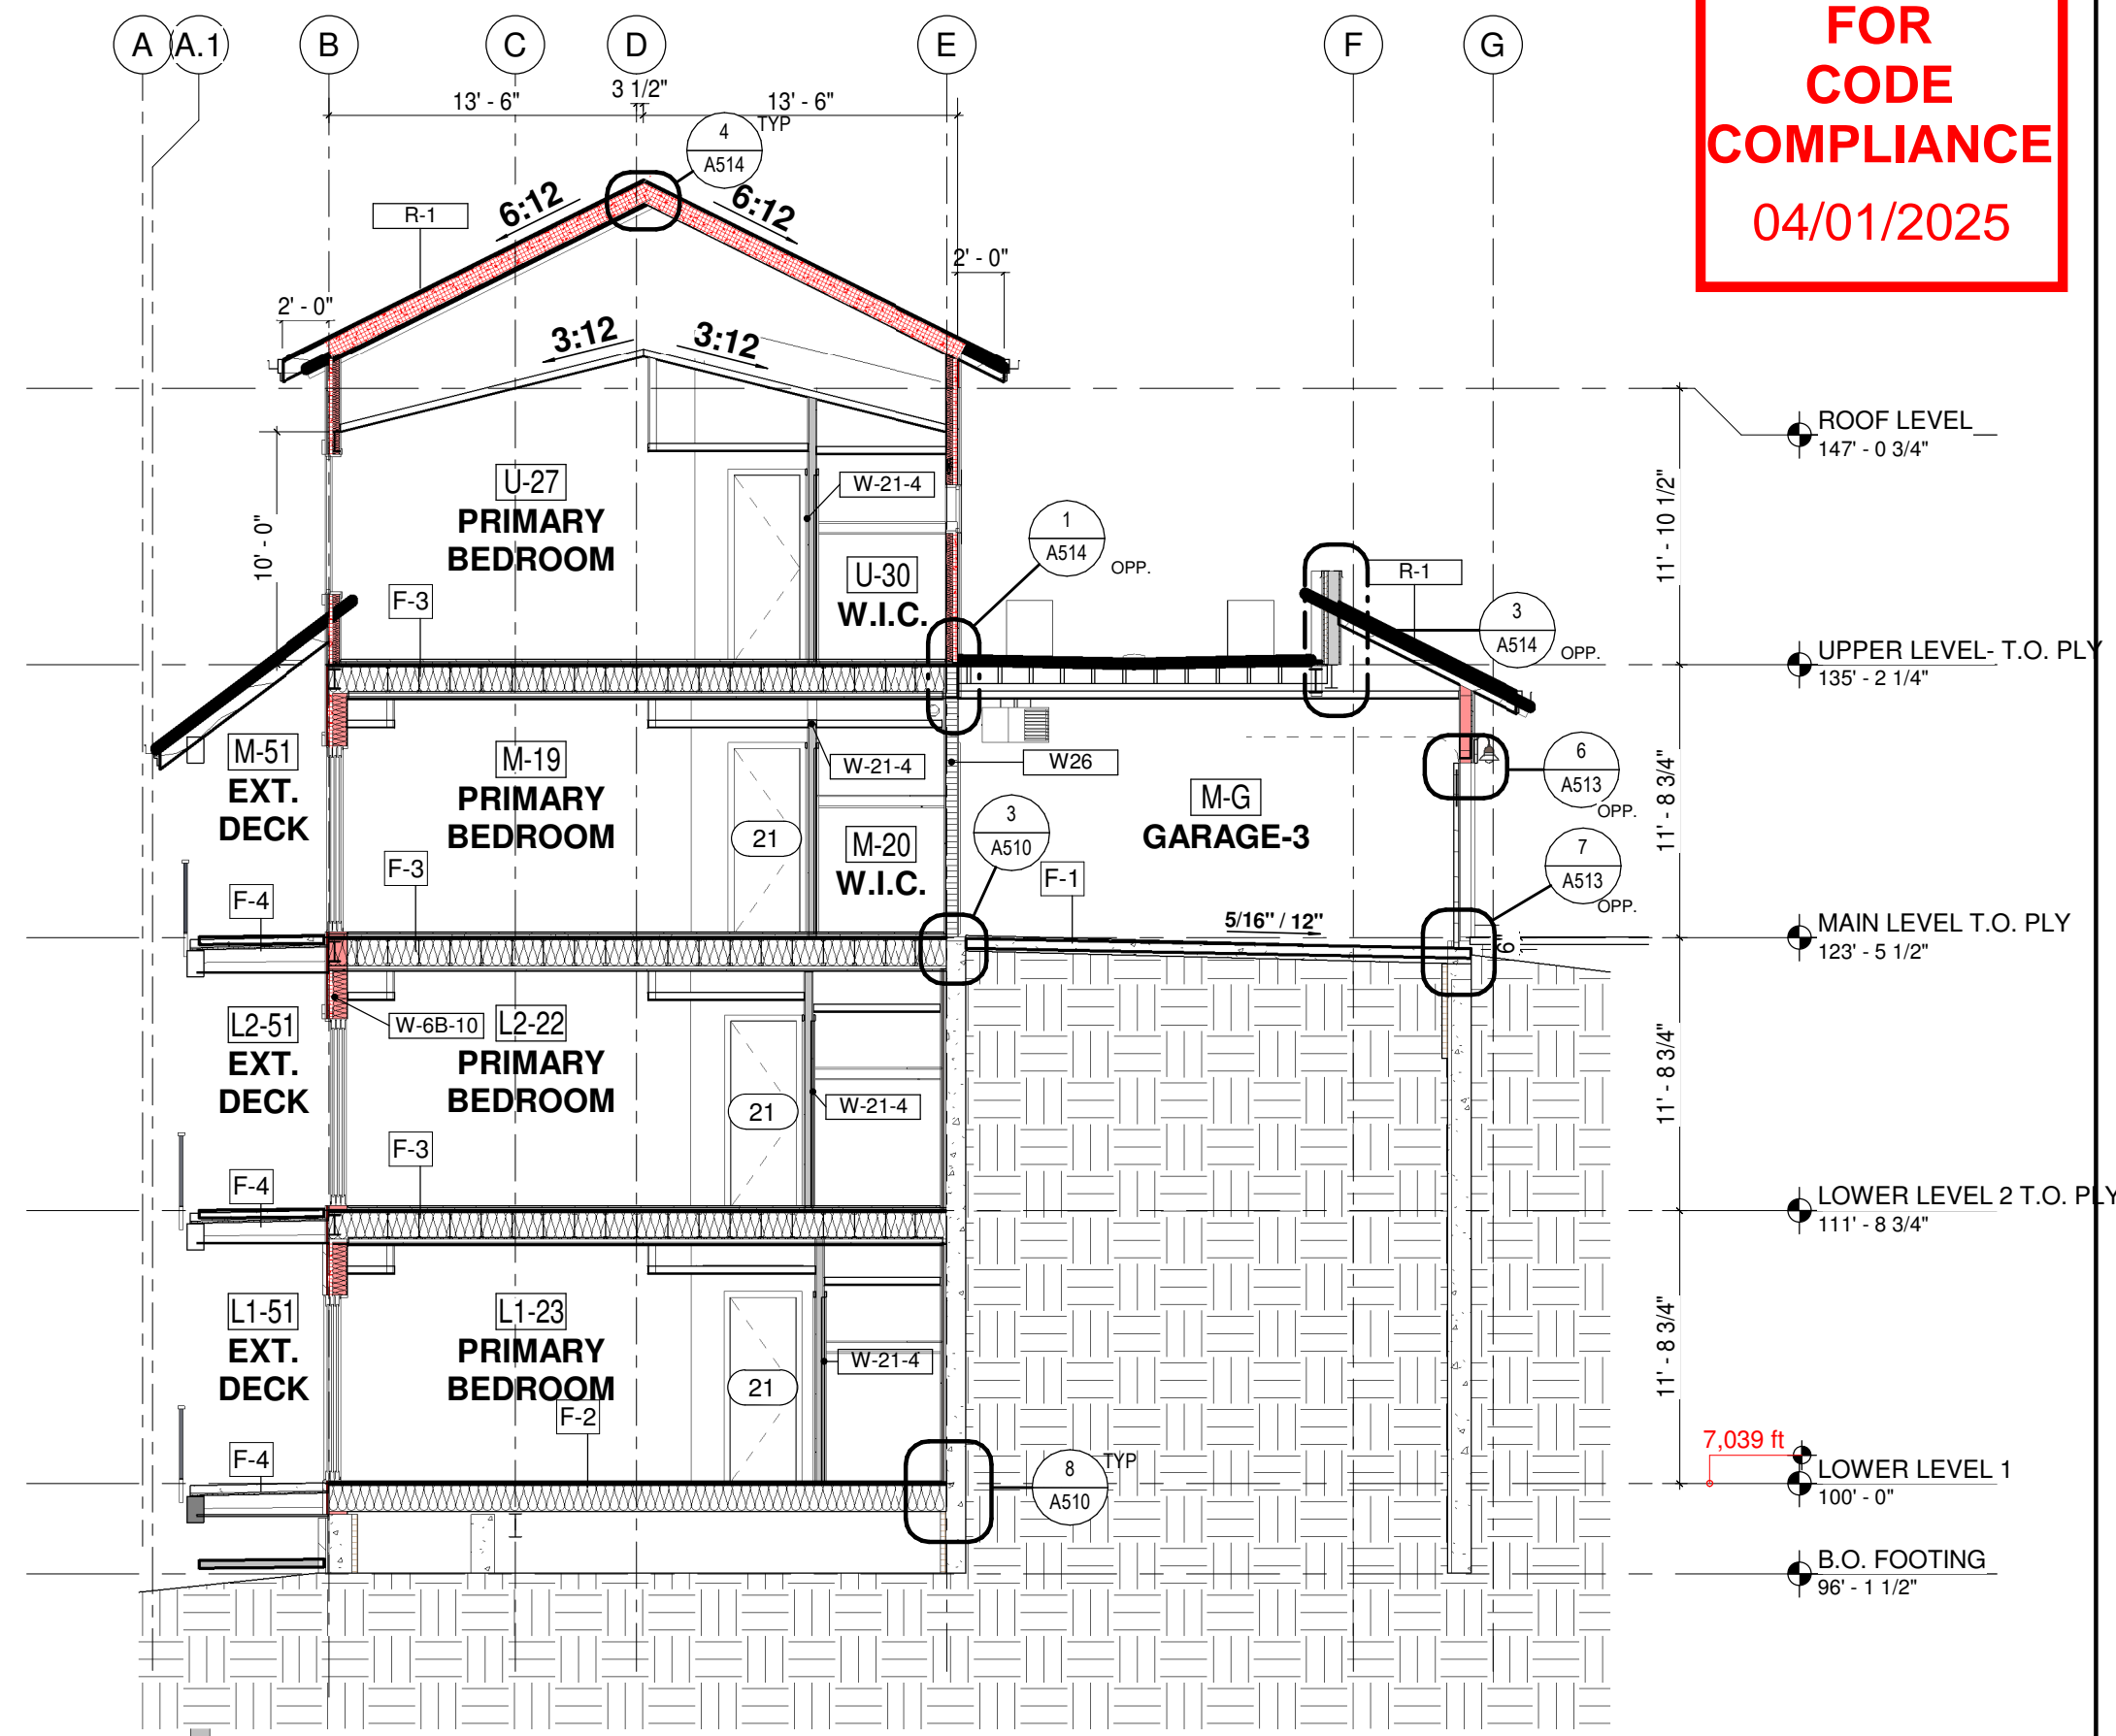 A
A.1
B
C
D
E
F
G
FOR
CODE
COMPLIANCE
04/01/2025
13' - 6"
3 1/2"
13' - 6"
4
A514
TYP
R-1
6:12
6:12
2' - 0"
2' - 0"
3:12
3:12
ROOF LEVEL
147' - 0 3/4"
10' - 0"
U-27
PRIMARY
BEDROOM
W-21-4
11' - 10 1/2"
1
A514
OPP.
U-30
W.I.C.
F-3
R-1
3
A514
OPP.
UPPER LEVEL- T.O. PLY
135' - 2 1/4"
M-51
EXT.
DECK
M-19
PRIMARY
BEDROOM
W-21-4
W26
M-G
GARAGE-3
6
A513
OPP.
11' - 8 3/4"
21
M-20
W.I.C.
3
A510
F-3
F-4
F-1
7
A513
OPP.
5/16" / 12"
6"
MAIN LEVEL T.O. PLY
123' - 5 1/2"
L2-51
EXT.
DECK
W-6B-10
L2-22
PRIMARY
BEDROOM
21
W-21-4
11' - 8 3/4"
F-3
F-4
LOWER LEVEL 2 T.O. PLY
111' - 8 3/4"
L1-51
EXT.
DECK
L1-23
PRIMARY
BEDROOM
W-21-4
21
11' - 8 3/4"
F-2
F-4
8
A510
TYP
7,039 ft
LOWER LEVEL 1
100' - 0"
B.O. FOOTING
96' - 1 1/2"